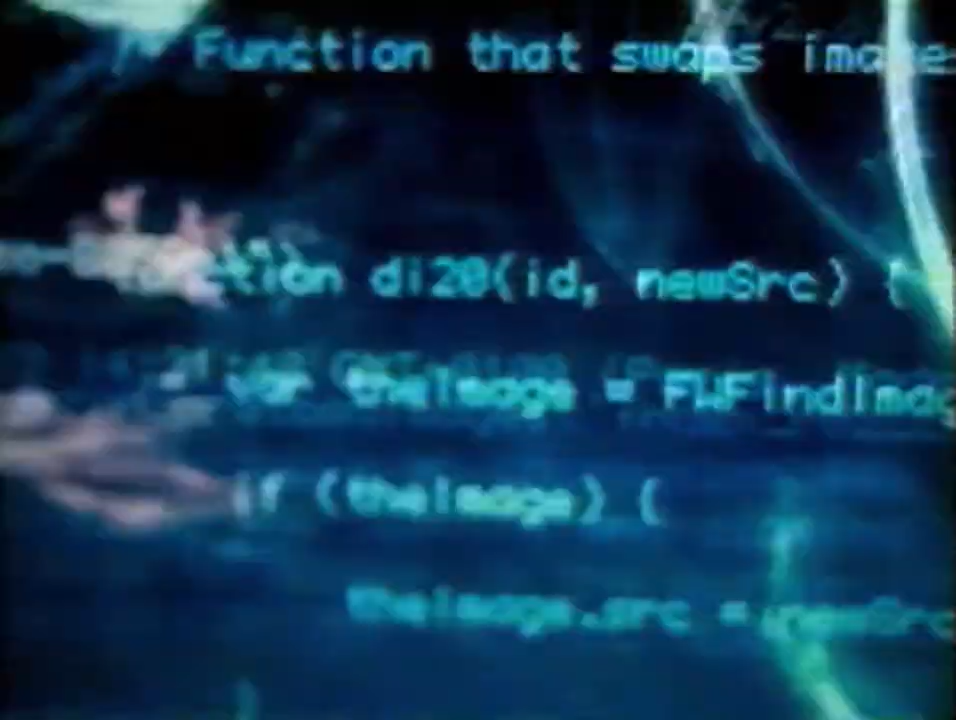 // Function that swaps image
function di20(id, newSrc) {
var theImage = FWFindImag
if (theImage) {
theImage.src = newSrc